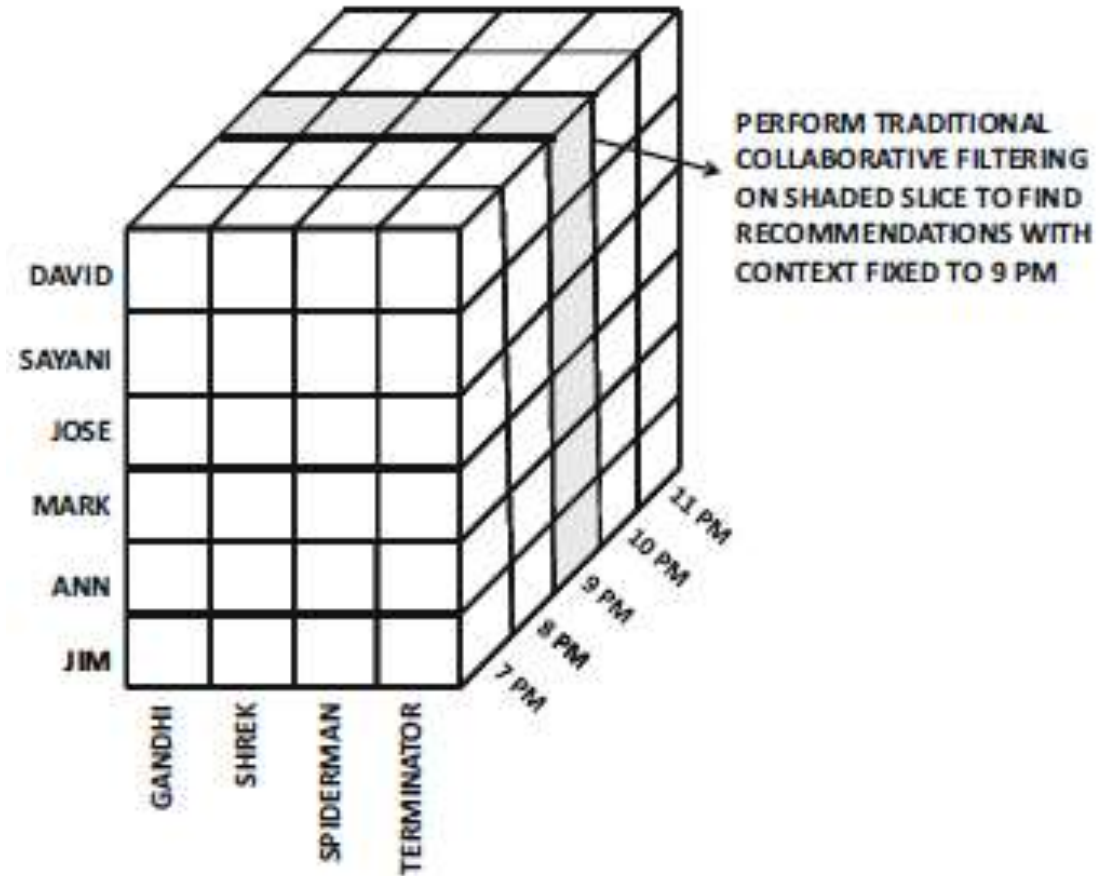 PERFORM TRADITIONAL
COLLABORATIVE FILTERING
ON SHADED SLICE TO FIND
RECOMMENDATIONS WITH
CONTEXT FIXED TO 9 PM
DAVID
SAYANI
JOSE
MARK
ANN
JIM
GANDHI
SHREK
SPIDERMAN
TERMINATOR
7 PM
8 PM
9 PM
10 PM
11 PM